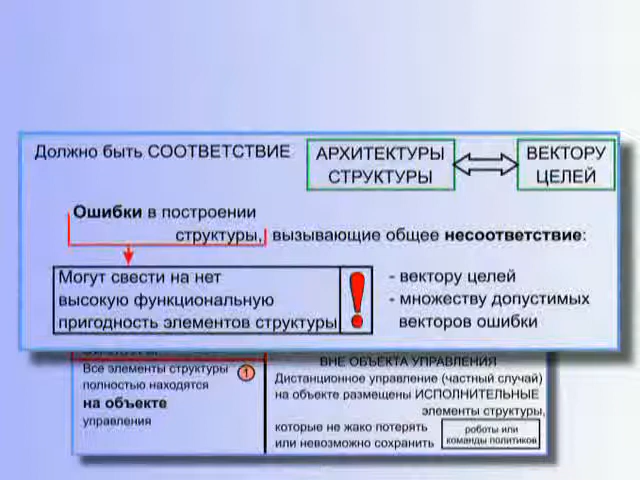 Должно быть СООТВЕТСТВИЕ
АРХИТЕКТУРЫ
СТРУКТУРЫ
ВЕКТОРУ
ЦЕЛЕЙ
Ошибки в построении
структуры, вызывающие общее несоответствие:
Могут свести на нет
высокую функциональную
пригодность элементов структуры
!
- вектору целей
- множеству допустимых
векторов ошибки
Все элементы структуры
полностью находятся
на объекте
управления
1
ВНЕ ОБЪЕКТА УПРАВЛЕНИЯ
Дистанционное управление (частный случай)
на объекте размещены ИСПОЛНИТЕЛЬНЫЕ
элементы структуры,
которые не жако потерять
или невозможно сохранить
роботы или
команды политиков